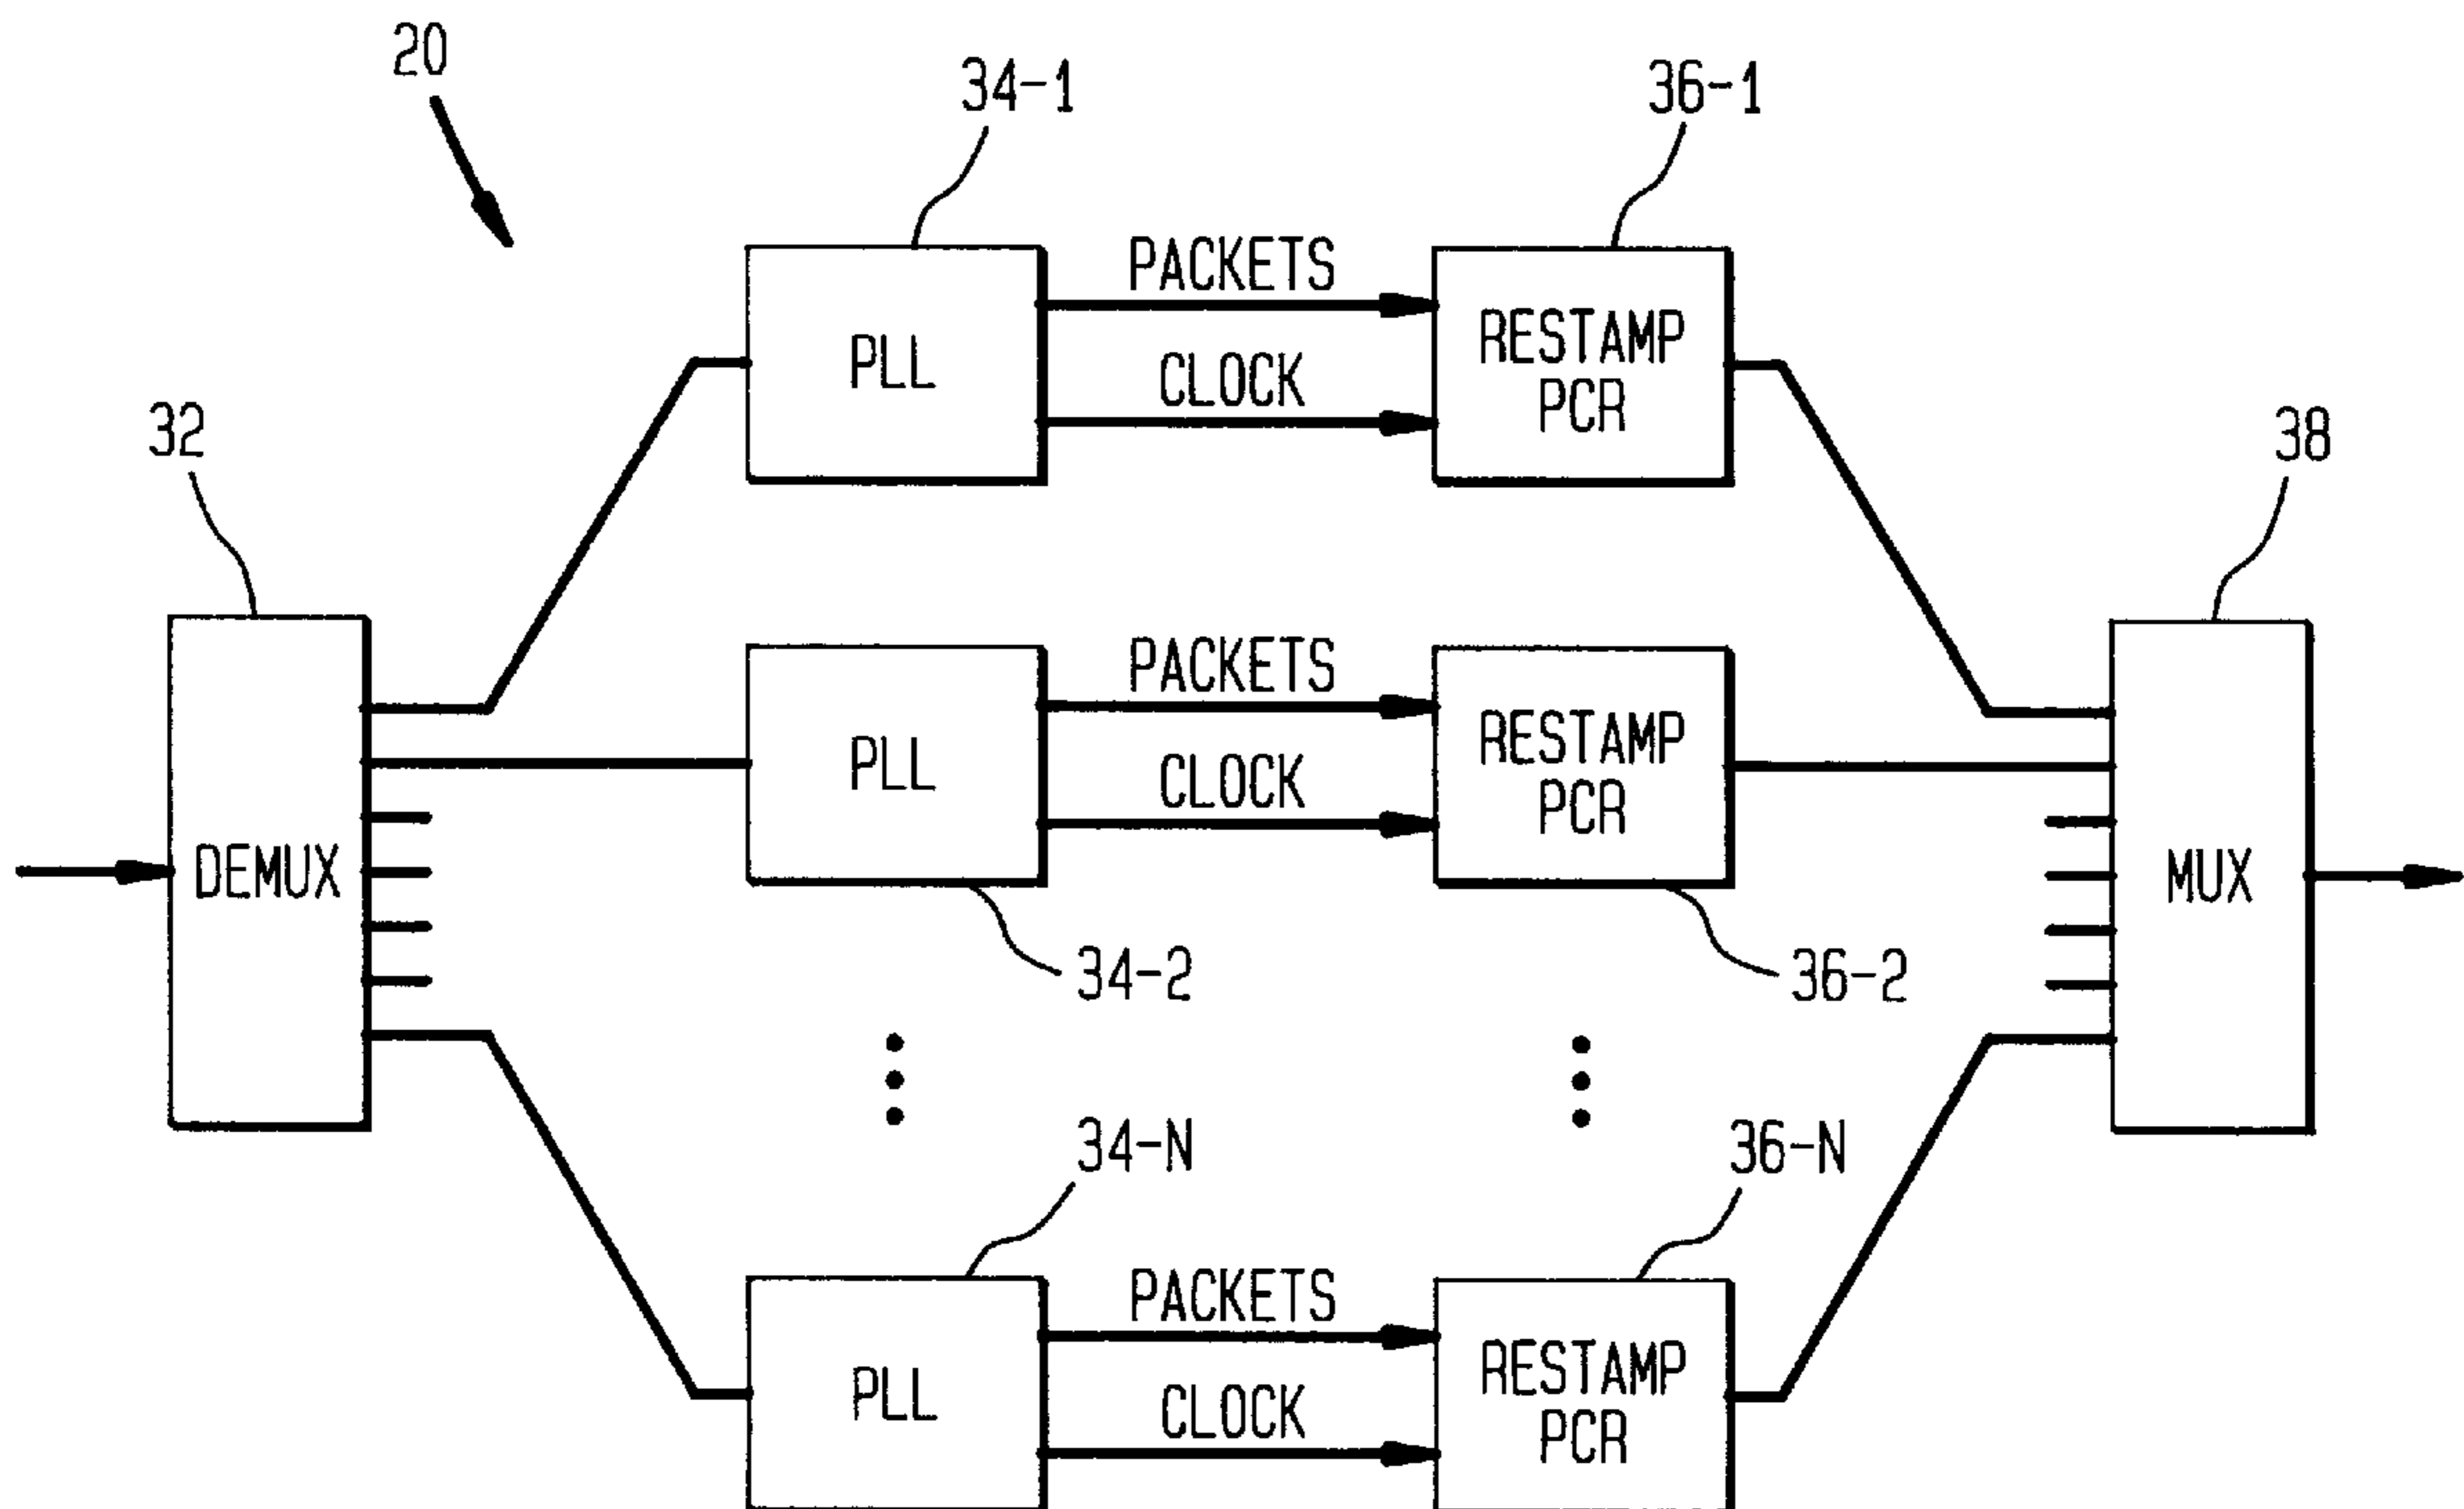 20
34-1
36-1
PACKETS
PLL
CLOCK
RESTAMP
PCR
32
38
DEMUX
PACKETS
PLL
CLOCK
RESTAMP
PCR
MUX
34-2
36-2
34-N
36-N
PACKETS
PLL
CLOCK
RESTAMP
PCR